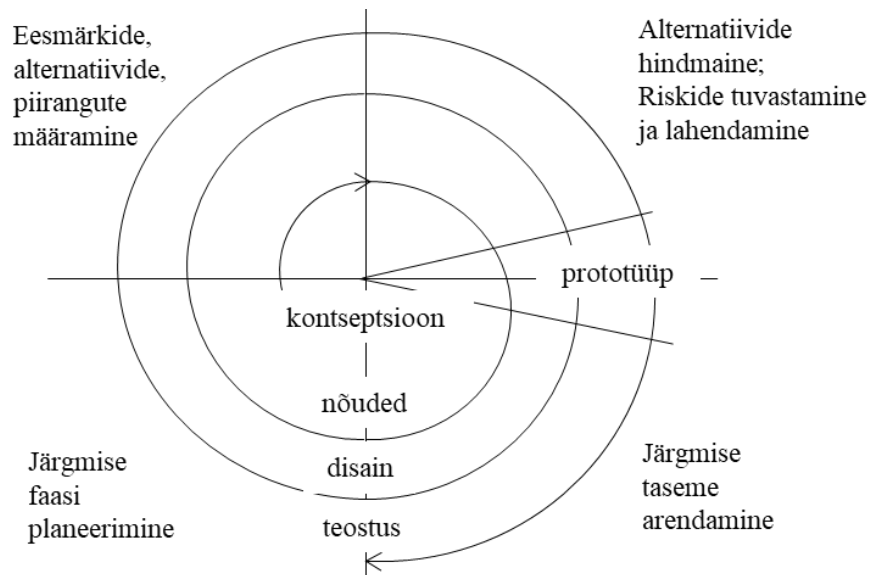 Eesmärkide,
alternatiivide,
piirangute
määramine
Alternatiivide
hindmaine;
Riskide tuvastamine
ja lahendamine
prototüüp
kontseptsioon
nõuded
disain
teostus
Järgmise
faasi
planeerimine
Järgmise
taseme
arendamine